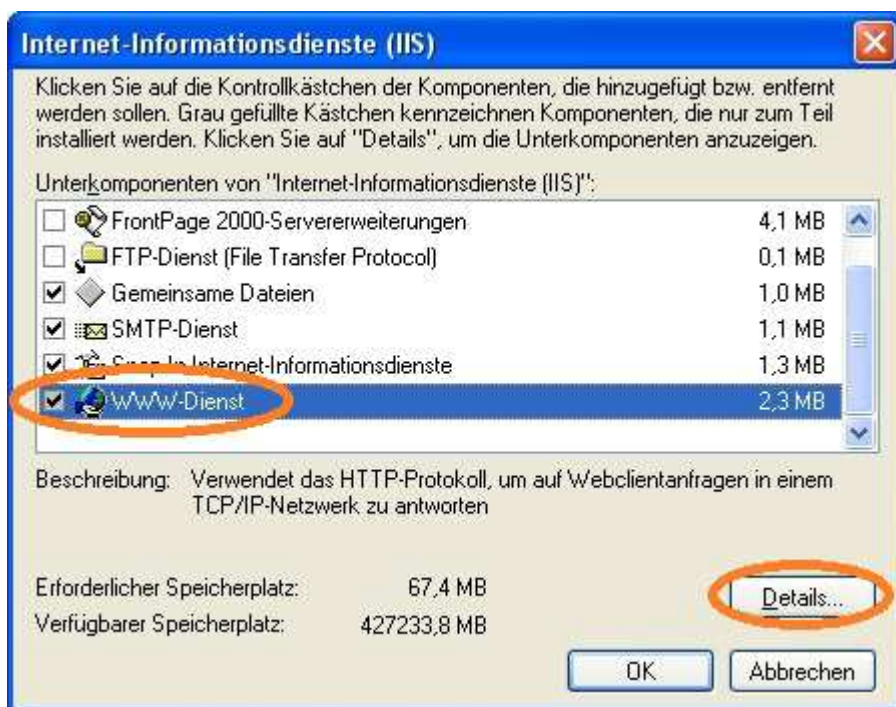 Internet-Informationsdienste (IIS)
Klicken Sie auf die Kontrollkästchen der Komponenten, die hinzugefügt bzw. entfernt
werden sollen. Grau gefüllte Kästchen kennzeichnen Komponenten, die nur zum Teil
installiert werden. Klicken Sie auf "Details", um die Unterkomponenten anzuzeigen.
Unterkomponenten von "Internet-Informationsdienste (IIS)":
FrontPage 2000-Servererweiterungen 4,1 MB
FTP-Dienst (File Transfer Protocol) 0,1 MB
Gemeinsame Dateien 1,0 MB
SMTP-Dienst 1,1 MB
Snap-In Internet-Informationsdienste 1,3 MB
WWW-Dienst 2,3 MB
Beschreibung: Verwendet das HTTP-Protokoll, um auf Webclientanfragen in einem
TCP/IP-Netzwerk zu antworten
Erforderlicher Speicherplatz: 67,4 MB
Details...
Verfügbarer Speicherplatz: 427233,8 MB
OK Abbrechen